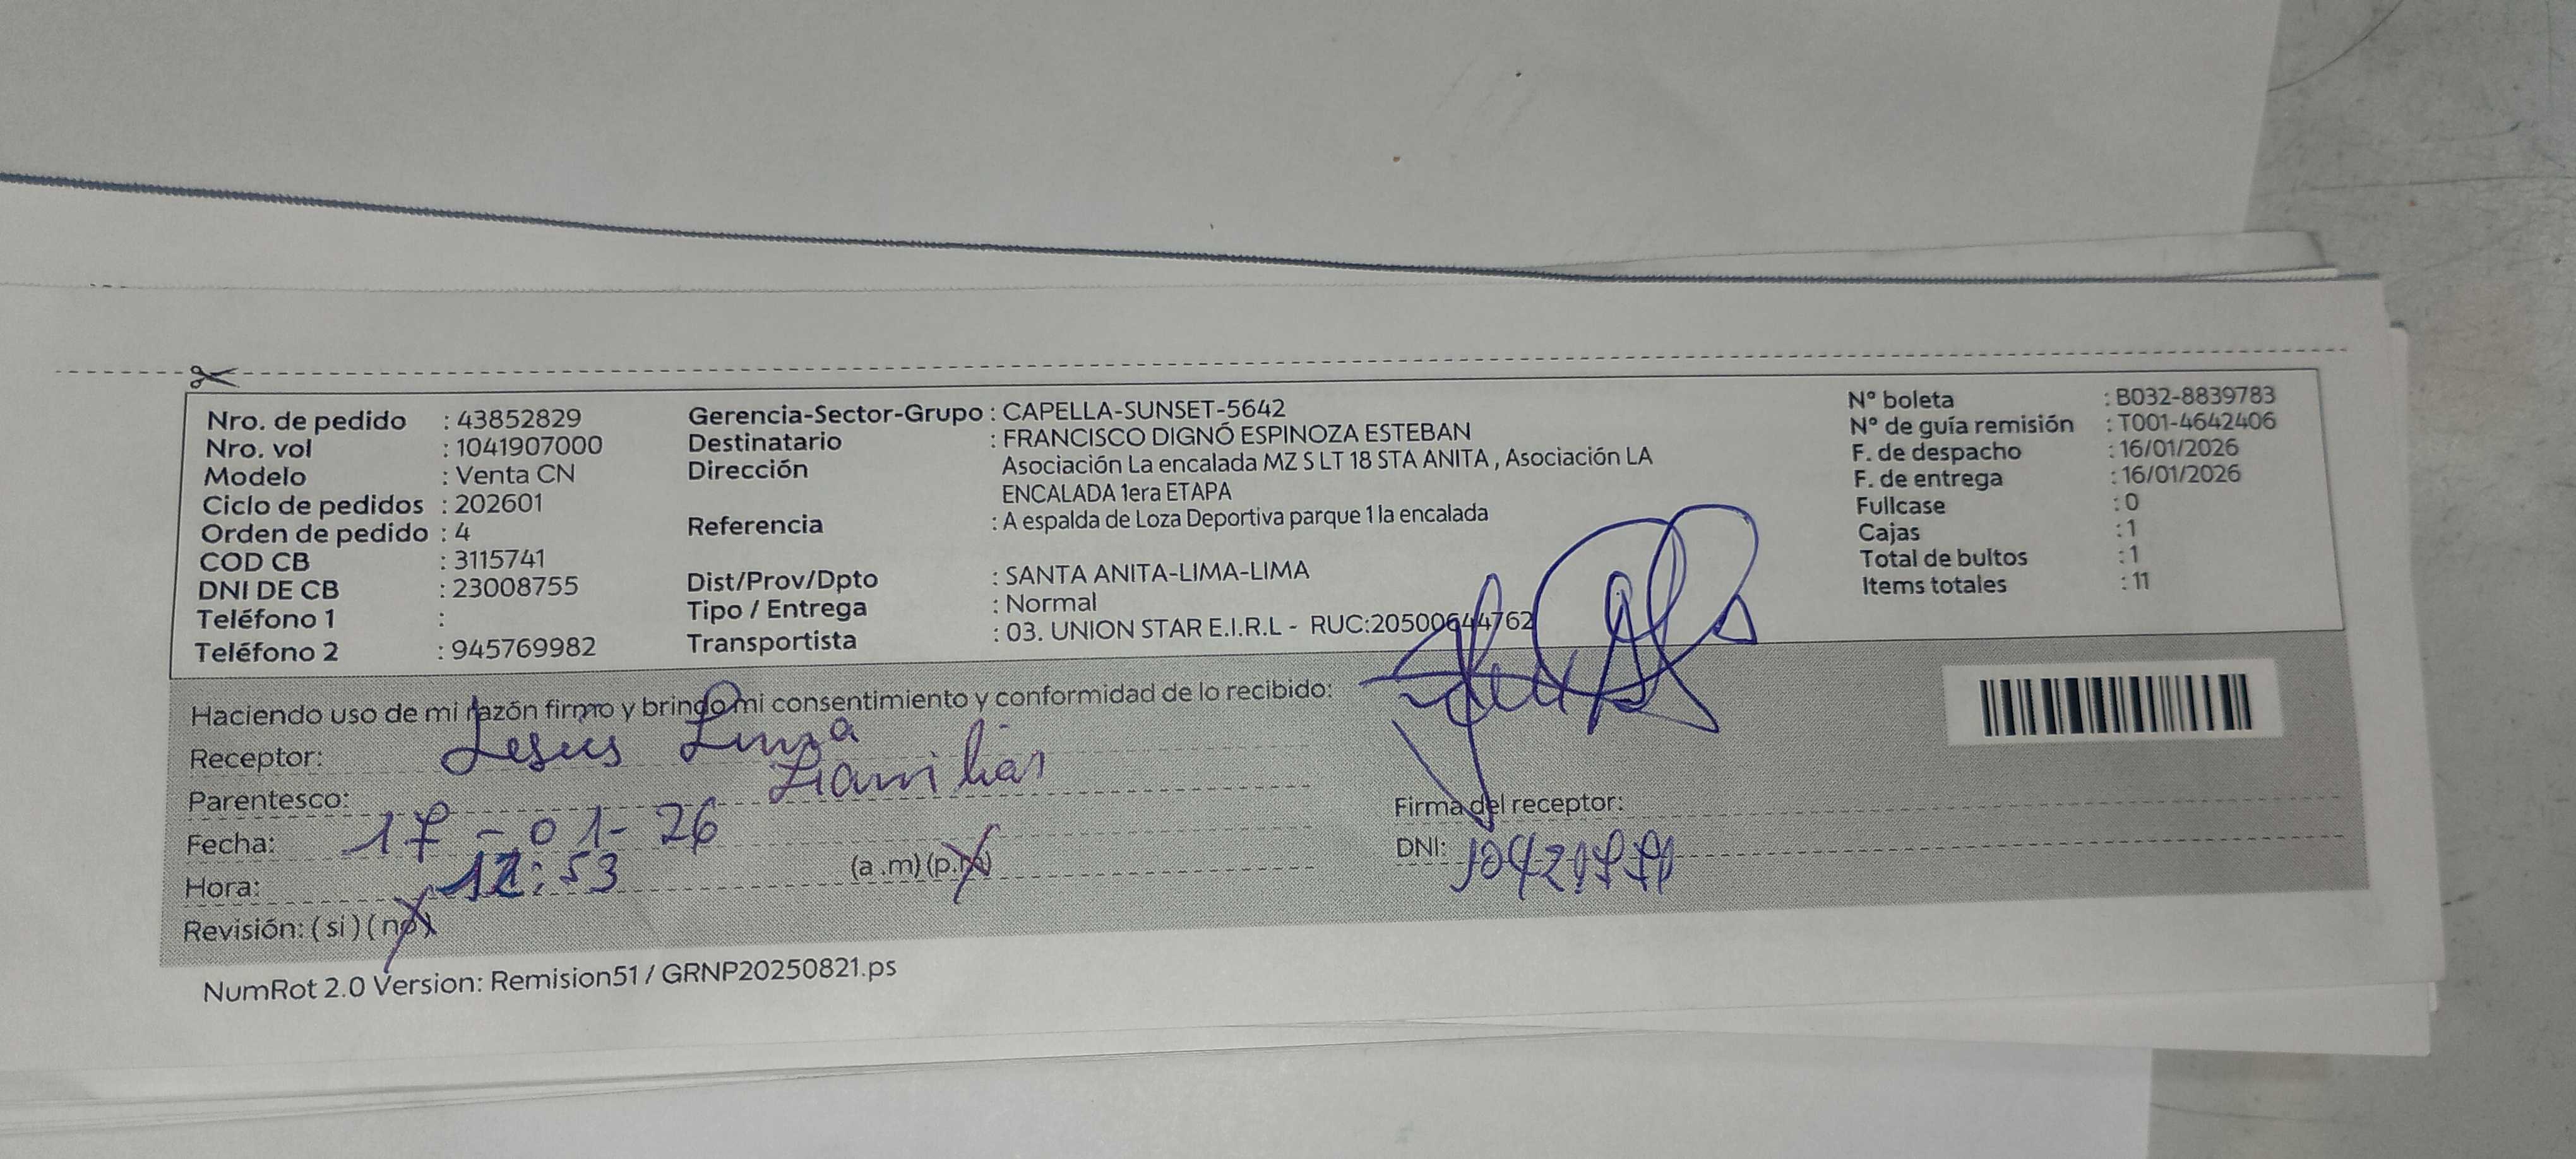 Nro. de pedido : 43852829
Nro. vol : 1041907000
Modelo : Venta CN
Ciclo de pedidos : 202601
Orden de pedido : 4
COD CB : 3115741
DNI DE CB : 23008755
Teléfono 1 :
Teléfono 2 : 945769982
Gerencia-Sector-Grupo : CAPELLA-SUNSET-5642
Destinatario : FRANCISCO DIGNÓ ESPINOZA ESTEBAN
Dirección Asociación La encalada MZ S LT 18 STA ANITA , Asociación LA
ENCALADA 1era ETAPA
Referencia : A espalda de Loza Deportiva parque 1 la encalada
Dist/Prov/Dpto : SANTA ANITA-LIMA-LIMA
Tipo / Entrega : Normal
Transportista : 03. UNION STAR E.I.R.L - RUC:20500644762
N° boleta : B032-8839783
N° de guía remisión : T001-4642406
F. de despacho : 16/01/2026
F. de entrega : 16/01/2026
Fullcase : 0
Cajas : 1
Total de bultos : 1
Items totales : 11
Haciendo uso de mi razón firmo y bringo mi consentimiento y conformidad de lo recibido:
Receptor: Jesus
Parentesco: Familiar
Fecha: 17-01-26
Hora: 12:53 (a .m) (p.m)
Revisión: ( si ) ( no )
Firma del receptor:
DNI:
NumRot 2.0 Version: Remision51 / GRNP20250821.ps